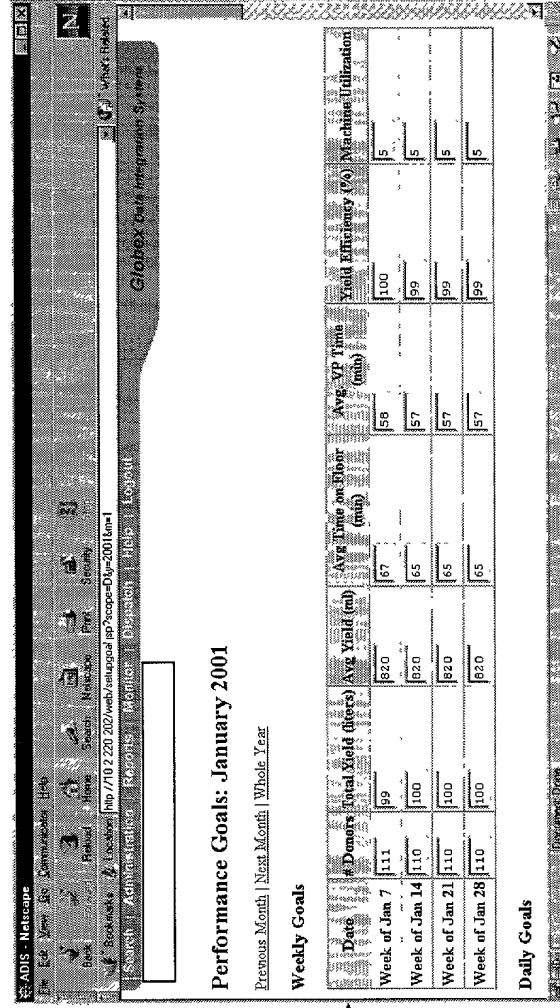 ADIS - Netscape
File Edit View Go Communicator Help
Back Reload Home Search Netscape Print Security
Bookmarks Location: http //10 2 220 202/web/setupgoal jsp?scope=D&y=2001&m=1 What's Related
Search Administration Reports Monitor Dispatch Help Logout
Globex Data Integration Systems
Performance Goals: January 2001
Previous Month | Next Month | Whole Year
Weekly Goals
Date # Donors Total Yield (liters) Avg Yield (ml) Avg Time on Floor (min) Avg. VP Time (min) Yield Efficiency (%) Machine Utilization
Week of Jan 7 111 99 820 67 58 100 5
Week of Jan 14 110 100 820 65 57 99 5
Week of Jan 21 110 100 820 65 57 99 5
Week of Jan 28 110 100 820 65 57 99 5
Daily Goals
Document: Done